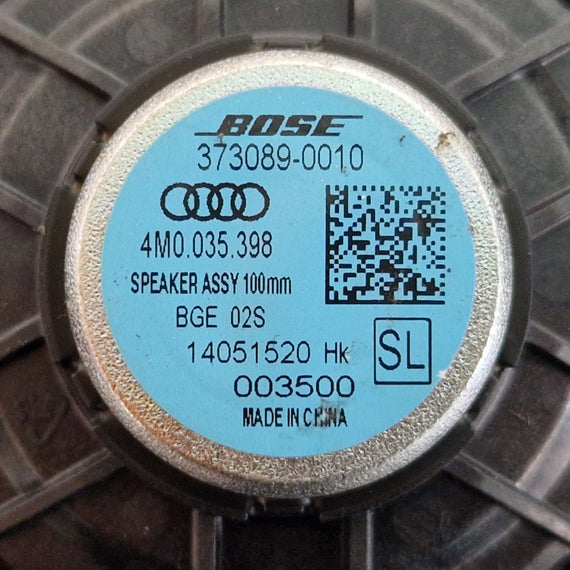 BOSE
373089-0010
4M0.035.398
SPEAKER ASSY 100mm
BGE 02S
14051520 Hk
SL
003500
MADE IN CHINA